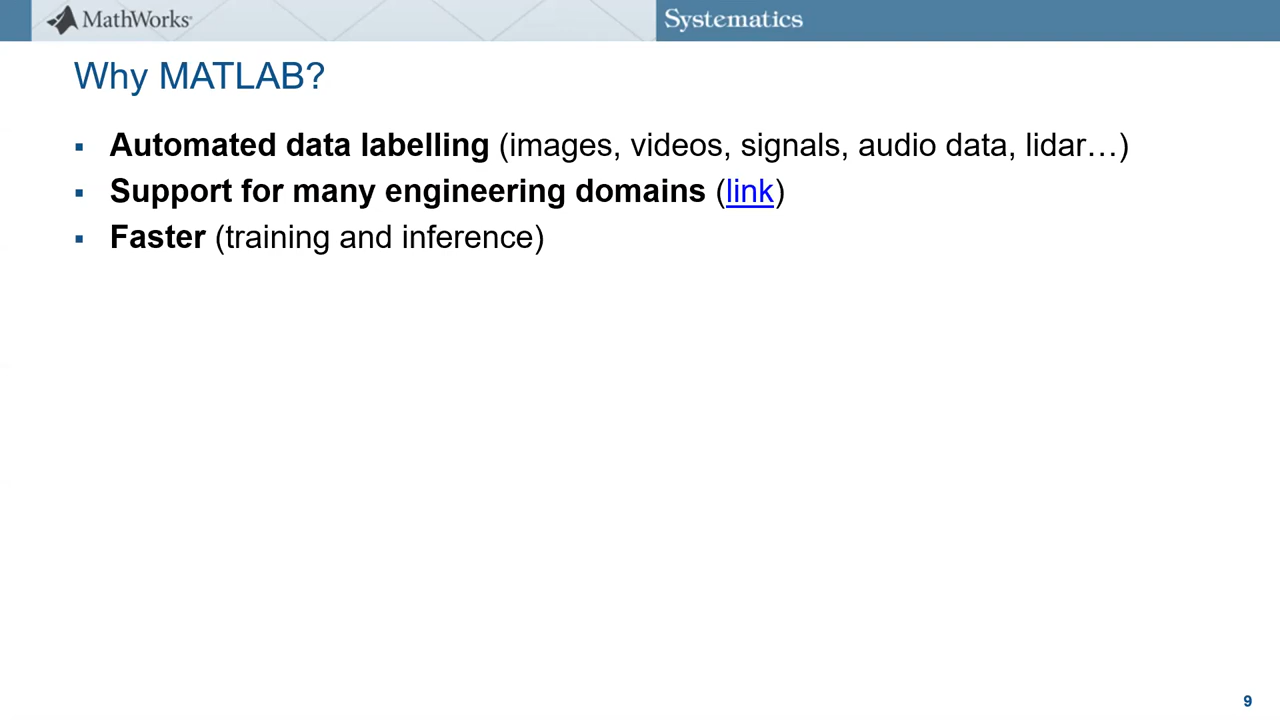 MathWorks®
Systematics
Why MATLAB?
▪ Automated data labelling (images, videos, signals, audio data, lidar…)
▪ Support for many engineering domains (link)
▪ Faster (training and inference)
9